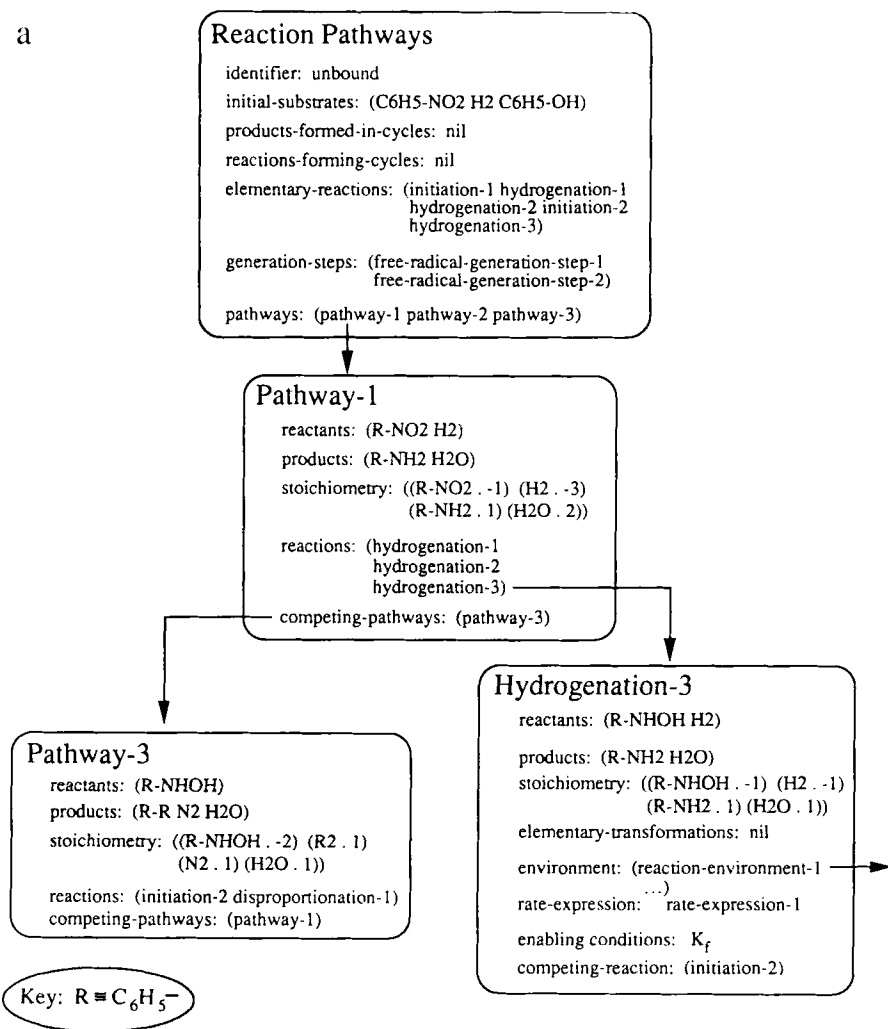 a
Reaction Pathways
identifier: unbound
initial-substrates: (C6H5-NO2 H2 C6H5-OH)
products-formed-in-cycles: nil
reactions-forming-cycles: nil
elementary-reactions: (initiation-1 hydrogenation-1
hydrogenation-2 initiation-2
hydrogenation-3)
generation-steps: (free-radical-generation-step-1
free-radical-generation-step-2)
pathways: (pathway-1 pathway-2 pathway-3)
Pathway-1
reactants: (R-NO2 H2)
products: (R-NH2 H2O)
stoichiometry: ((R-NO2 . -1) (H2 . -3)
(R-NH2 . 1) (H2O . 2))
reactions: (hydrogenation-1
hydrogenation-2
hydrogenation-3)
competing-pathways: (pathway-3)
Pathway-3
reactants: (R-NHOH)
products: (R-R N2 H2O)
stoichiometry: ((R-NHOH . -2) (R2 . 1)
(N2 . 1) (H2O . 1))
reactions: (initiation-2 disproportionation-1)
competing-pathways: (pathway-1)
Hydrogenation-3
reactants: (R-NHOH H2)
products: (R-NH2 H2O)
stoichiometry: ((R-NHOH . -1) (H2 . -1)
(R-NH2 . 1) (H2O . 1))
elementary-transformations: nil
environment: (reaction-environment-1
...)
rate-expression: rate-expression-1
enabling conditions: K_f
competing-reaction: (initiation-2)
Key: R ≡ C₆H₅⁻